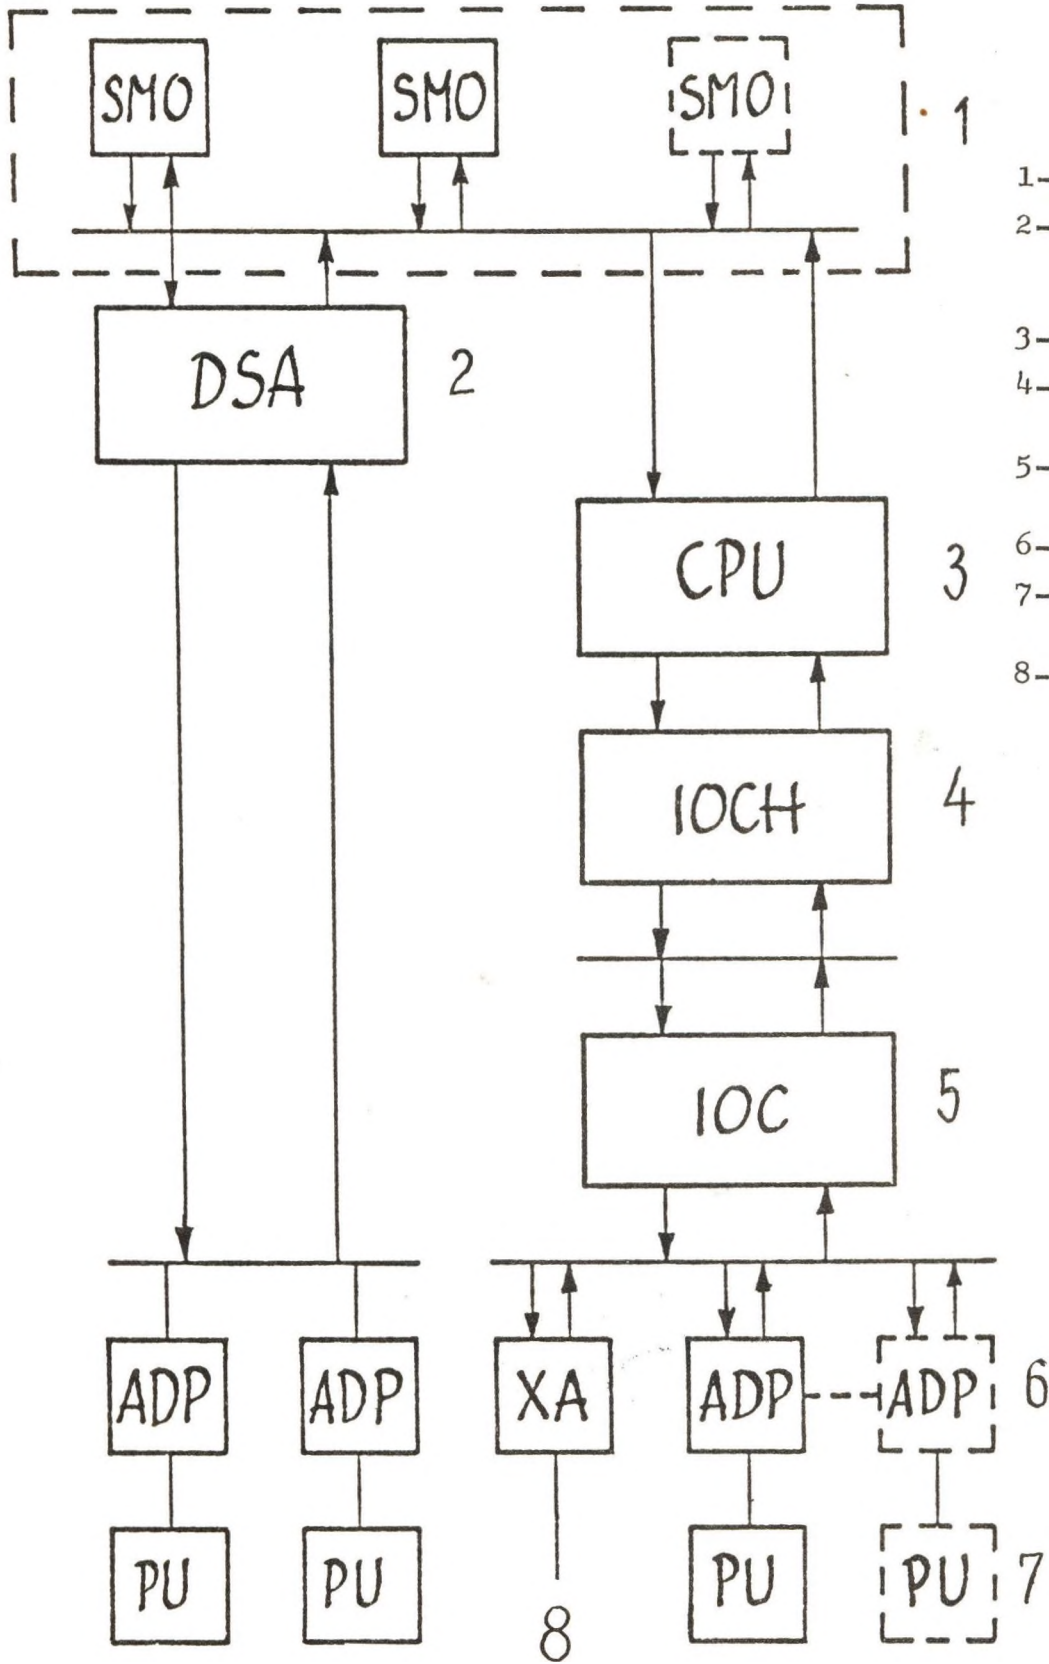 SMO SMO SMO 1
1-
2-
DSA 2
3-
4-
5-
CPU 3
6-
7-
8-
IOCH 4
IOC 5
ADP ADP XA ADP ADP 6
PU PU PU PU 7
8